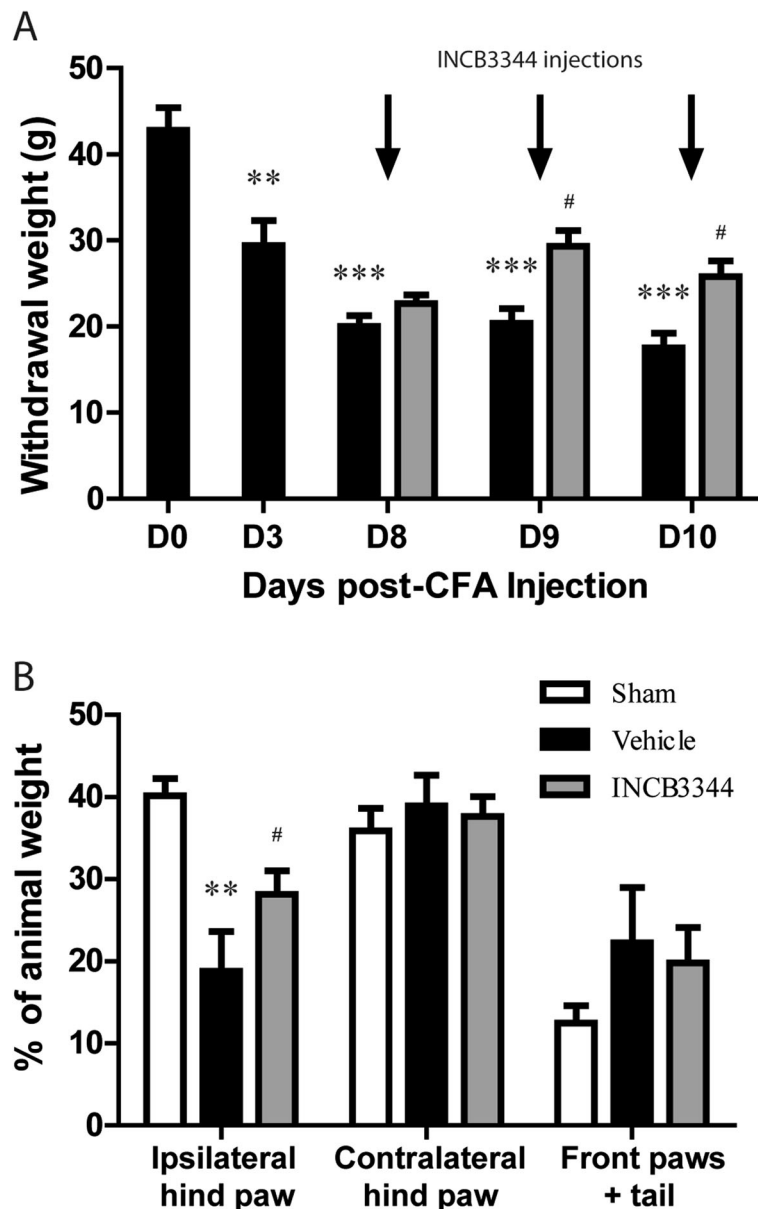 A
INCB3344 injections
Withdrawal weight (g)
50
40
30
20
10
0
**
***
***
#
***
#
D0 D3 D8 D9 D10
Days post-CFA Injection
B
Sham
Vehicle
INCB3344
% of animal weight
50
40
30
20
10
0
**
#
Ipsilateral
hind paw
Contralateral
hind paw
Front paws
+ tail